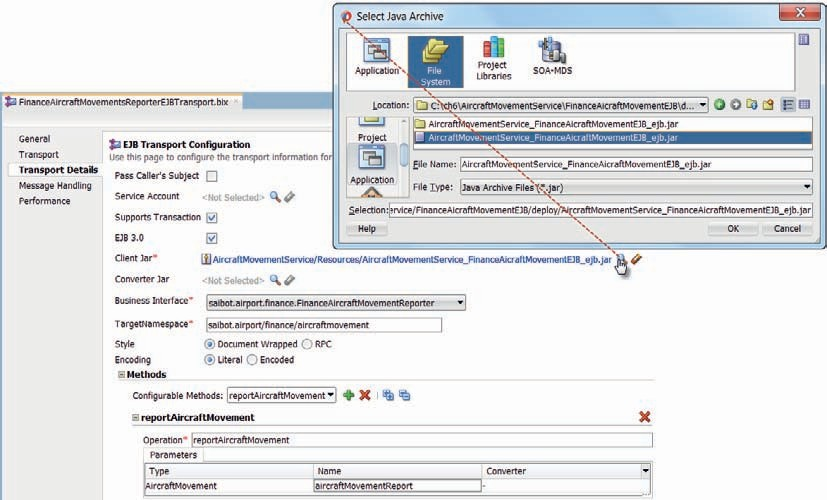 Select Java Archive
Application
File System
Project Libraries
SOA-MDS
Location: C:\ch6\AircraftMovementService\FinanceAicraftMovementEJB\d...
Project
Application
AircraftMovementService_FinanceAicraftMovementEJB_ejb.jar
AircraftMovementService_FinanceAicraftMovementEJB_ejb.jar
File Name: AircraftMovementService_FinanceAicraftMovementEJB_ejb.jar
File Type: Java Archive Files (*.jar)
Selection: ervice/FinanceAicraftMovementEJB/deploy/AircraftMovementService_FinanceAicraftMovementEJB_ejb.jar
Help OK Cancel
FinanceAircraftMovementsReporterEJBTransport.bix
General
Transport
Transport Details
Message Handling
Performance
EJB Transport Configuration
Use this page to configure the transport information for
Pass Caller's Subject
Service Account <Not Selected>
Supports Transaction
EJB 3.0
Client Jar* AircraftMovementService/Resources/AircraftMovementService_FinanceAicraftMovementEJB_ejb.jar
Converter Jar <Not Selected>
Business Interface* saibot.airport.finance.FinanceAircraftMovementReporter
TargetNamespace* saibot.airport/finance/aircraftmovement
Style Document Wrapped RPC
Encoding Literal Encoded
Methods
Configurable Methods: reportAircraftMovement
reportAircraftMovement
Operation* reportAircraftMovement
Parameters
Type Name Converter
AircraftMovement aircraftMovementReport -